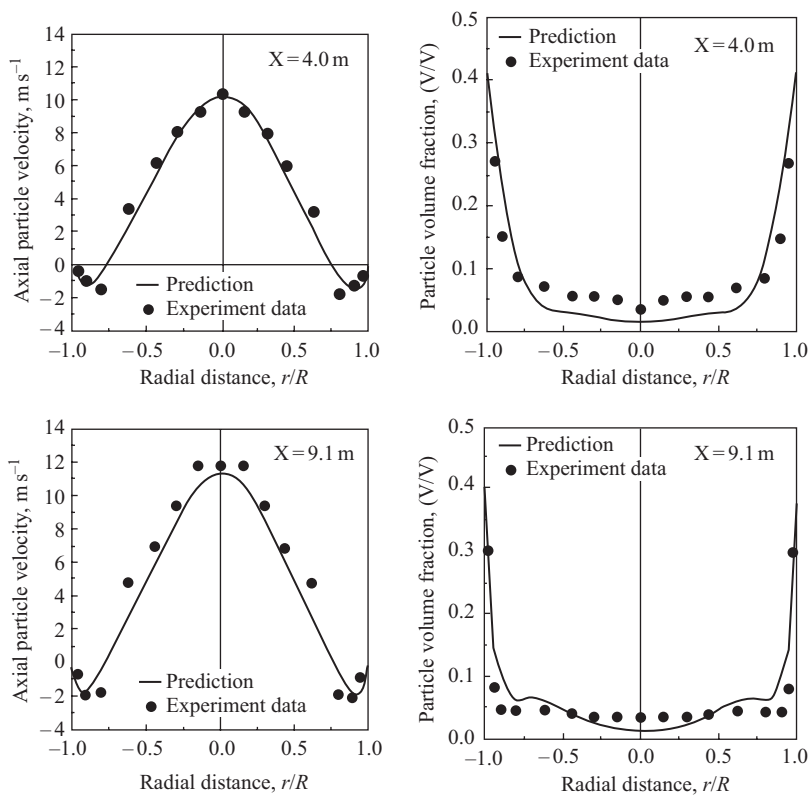 14
12
10
8
6
4
2
0
−2
−4
Axial particle velocity, m s⁻¹
X = 4.0 m
Prediction
Experiment data
−1.0 −0.5 0.0 0.5 1.0
Radial distance, r/R
0.5
0.4
0.3
0.2
0.1
0.0
Particle volume fraction, (V/V)
Prediction
Experiment data
X = 4.0 m
−1.0 −0.5 0.0 0.5 1.0
Radial distance, r/R
14
12
10
8
6
4
2
0
−2
−4
Axial particle velocity, m s⁻¹
X = 9.1 m
Prediction
Experiment data
−1.0 −0.5 0.0 0.5 1.0
Radial distance, r/R
0.5
0.4
0.3
0.2
0.1
0.0
Particle volume fraction, (V/V)
Prediction
Experiment data
X = 9.1 m
−1.0 −0.5 0.0 0.5 1.0
Radial distance, r/R